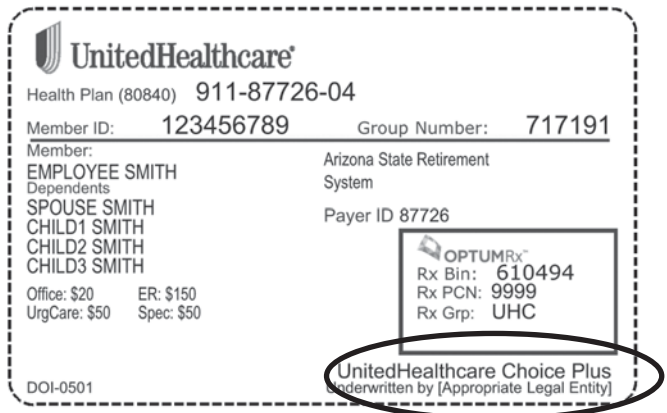 UnitedHealthcare®
Health Plan (80840) 911-87726-04
Member ID: 123456789 Group Number: 717191
Member:
EMPLOYEE SMITH
Dependents
SPOUSE SMITH
CHILD1 SMITH
CHILD2 SMITH
CHILD3 SMITH
Office: $20 ER: $150
UrgCare: $50 Spec: $50
Arizona State Retirement
System
Payer ID 87726
OPTUMRx™
Rx Bin: 610494
Rx PCN: 9999
Rx Grp: UHC
UnitedHealthcare Choice Plus
DOI-0501 Underwritten by [Appropriate Legal Entity]